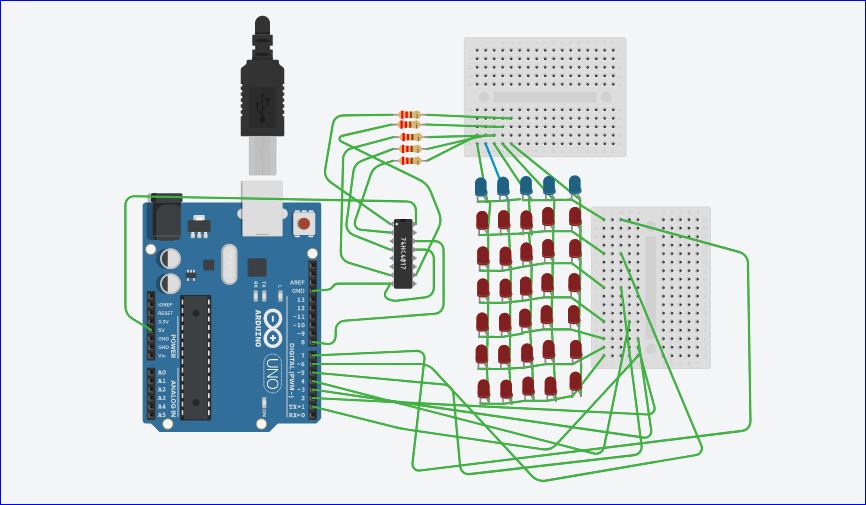 74HC4017
AREF
GND
13
12
~11
~10
~9
8
7
~6
~5
4
~3
2
TX→1
RX←0
DIGITAL (PWM~)
IOREF
RESET
3.3V
5V
GND
GND
Vin
POWER
A0
A1
A2
A3
A4
A5
ANALOG IN
RX
TX
L
ARDUINO
UNO
ON